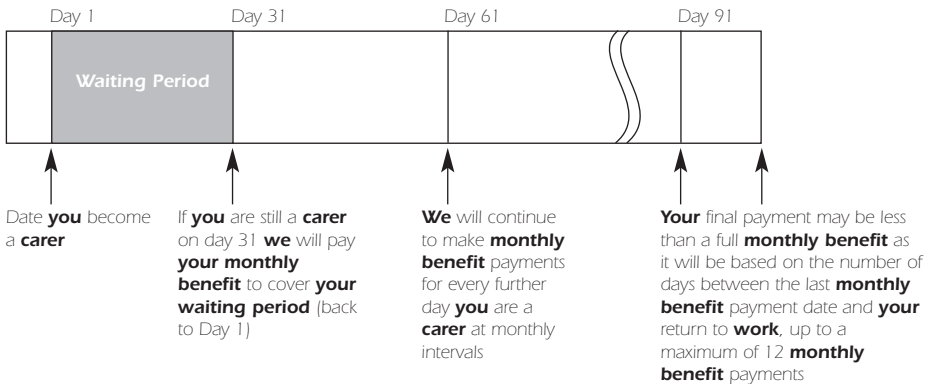 Day 1
Day 31
Day 61
Day 91
Waiting Period
Date you become
a carer
If you are still a carer
on day 31 we will pay
your monthly
benefit to cover your
waiting period (back
to Day 1)
We will continue
to make monthly
benefit payments
for every further
day you are a
carer at monthly
intervals
Your final payment may be less
than a full monthly benefit as
it will be based on the number of
days between the last monthly
benefit payment date and your
return to work, up to a
maximum of 12 monthly
benefit payments